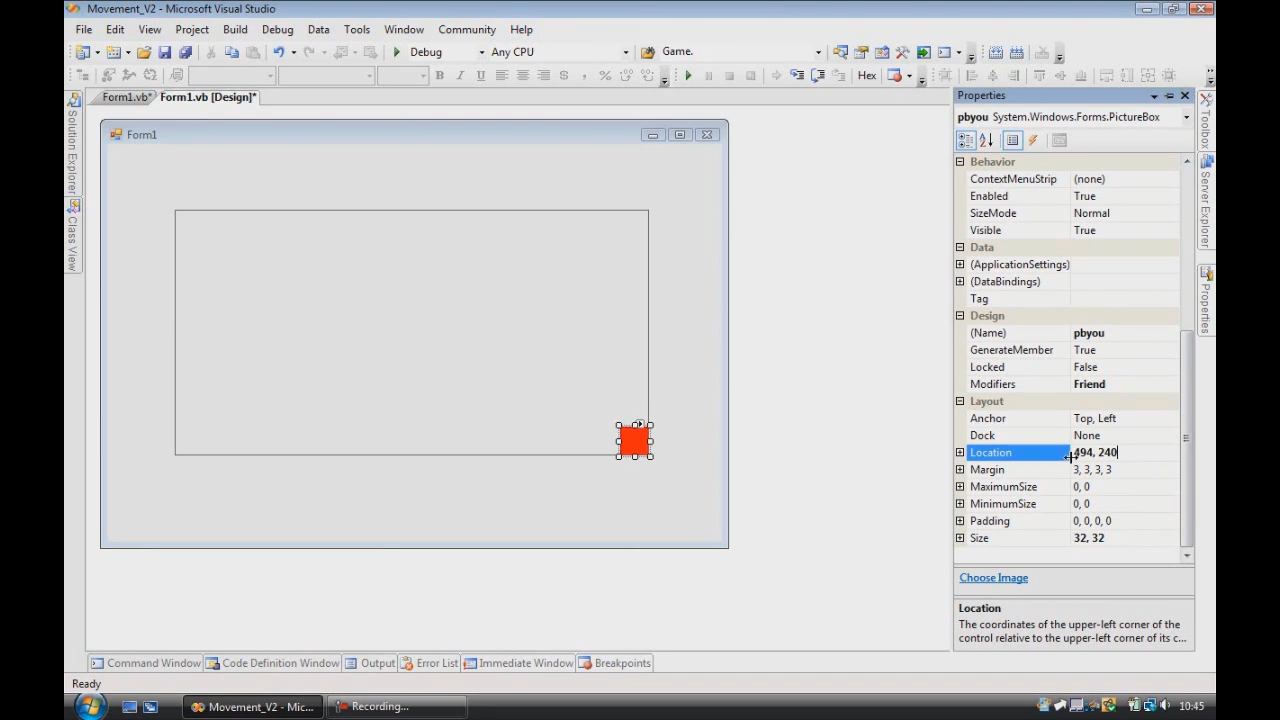 Movement_V2 - Microsoft Visual Studio
File Edit View Project Build Debug Data Tools Window Community Help
Debug Any CPU Game.
Hex
Form1.vb* Form1.vb [Design]*
Solution Explorer
Class View
Form1
Properties
pbyou System.Windows.Forms.PictureBox
Behavior
ContextMenuStrip (none)
Enabled True
SizeMode Normal
Visible True
Data
(ApplicationSettings)
(DataBindings)
Tag
Design
(Name) pbyou
GenerateMember True
Locked False
Modifiers Friend
Layout
Anchor Top, Left
Dock None
Location 494, 240
Margin 3, 3, 3, 3
MaximumSize 0, 0
MinimumSize 0, 0
Padding 0, 0, 0, 0
Size 32, 32
Choose Image
Location
The coordinates of the upper-left corner of the
control relative to the upper-left corner of its c...
Toolbox
Server Explorer
Properties
Command Window Code Definition Window Output Error List Immediate Window Breakpoints
Ready
Movement_V2 - Mic... Recording... 10:45